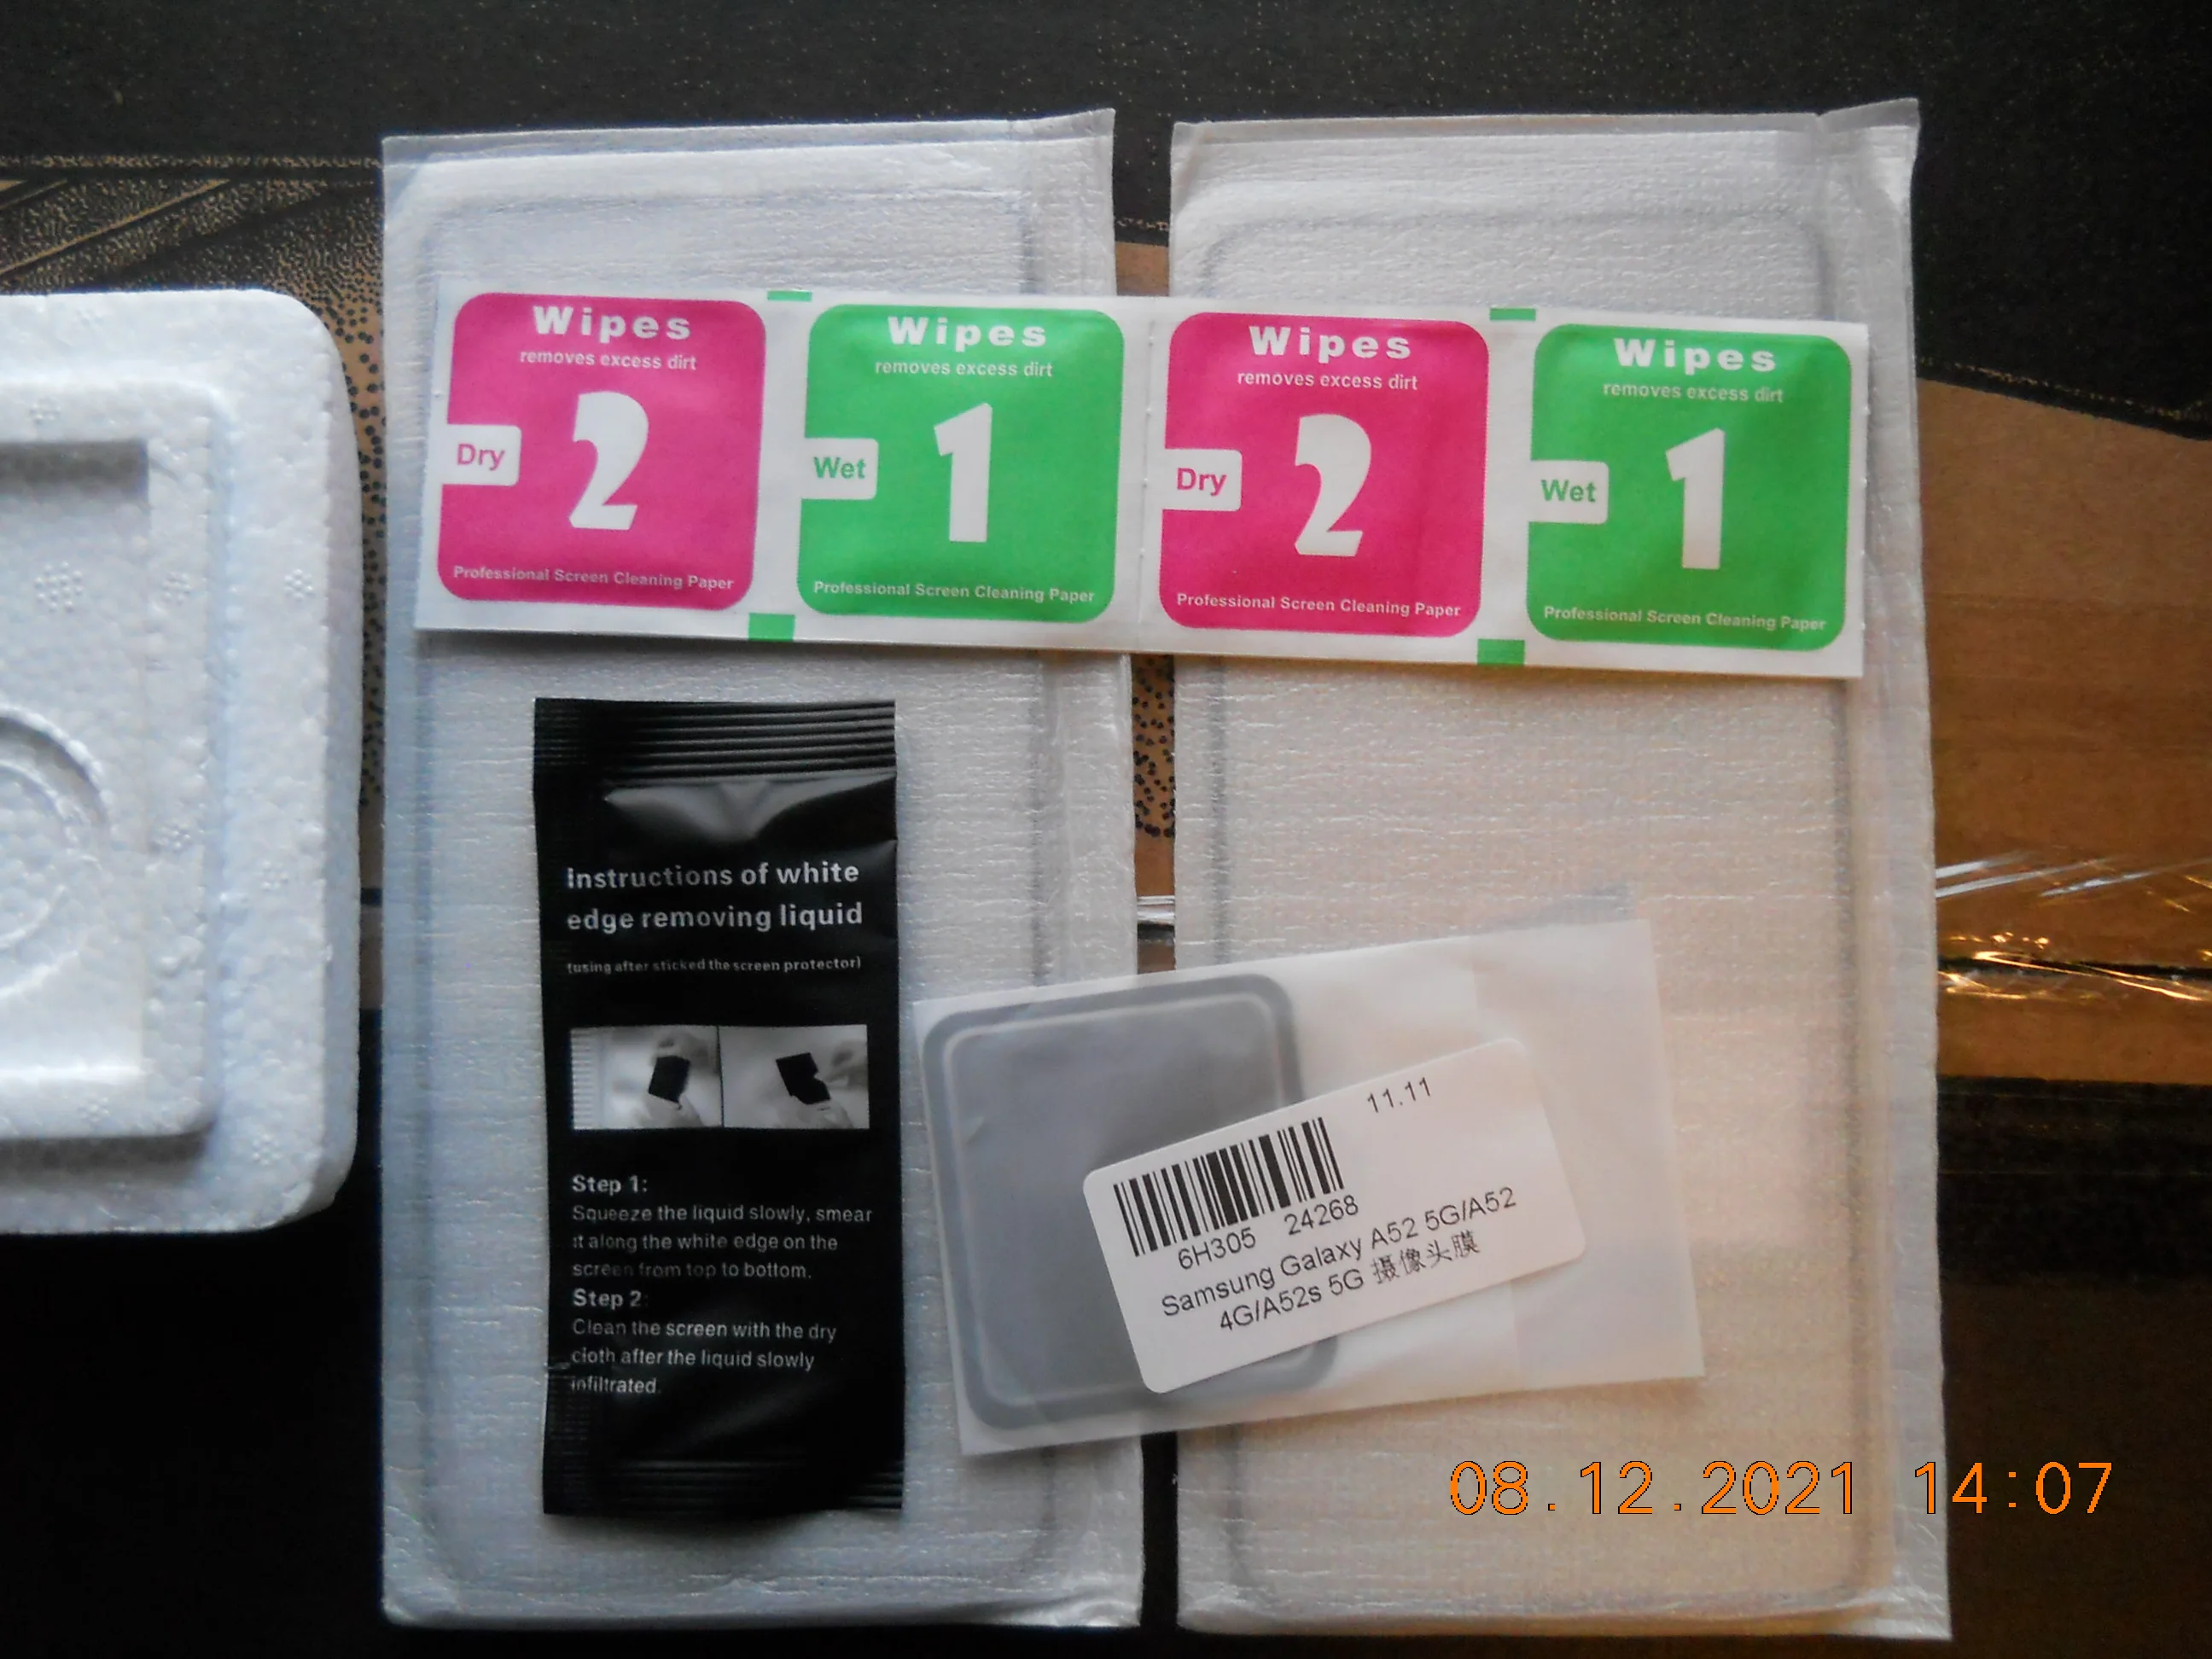 Wipes
removes excess dirt
Dry
2
Professional Screen Cleaning Paper
Wipes
removes excess dirt
Wet
1
Professional Screen Cleaning Paper
Wipes
removes excess dirt
Dry
2
Professional Screen Cleaning Paper
Wipes
removes excess dirt
Wet
1
Professional Screen Cleaning Paper
Instructions of white
edge removing liquid
(using after sticked the screen protector)
Step 1:
Squeeze the liquid slowly, smear
it along the white edge on the
screen from top to bottom.
Step 2:
Clean the screen with the dry
cloth after the liquid slowly
infiltrated.
11.11
6H305 24268
Samsung Galaxy A52 5G/A52
4G/A52s 5G 摄像头膜
08.12.2021 14:07